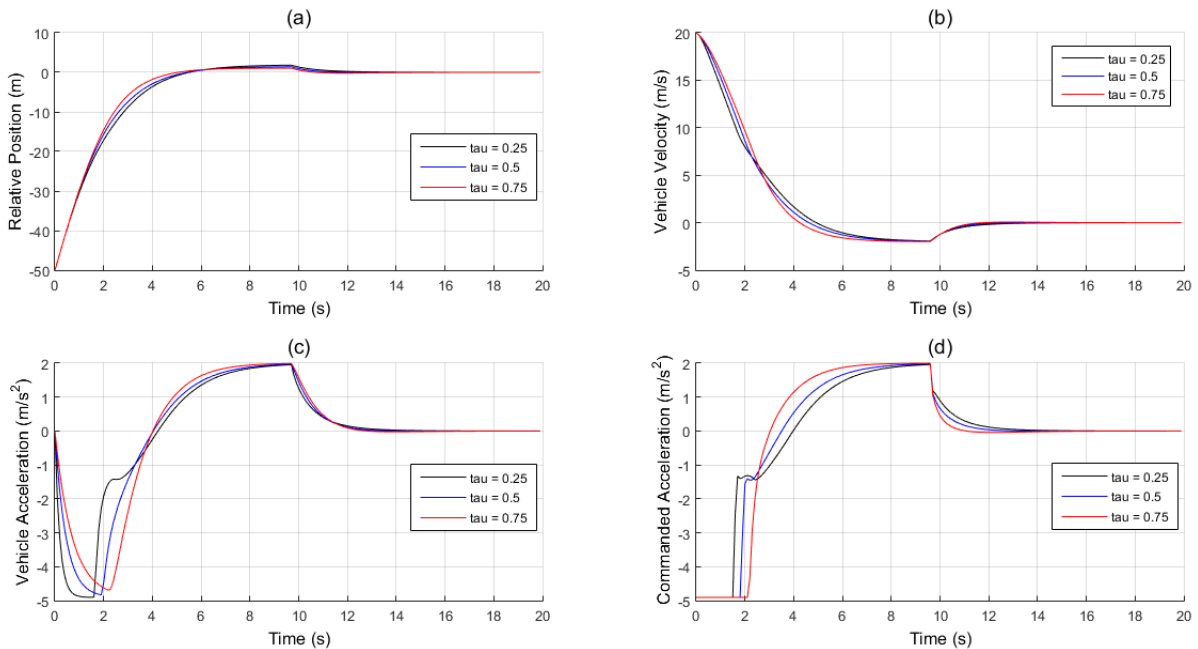 (a)
10
0
-10
-20
-30
-40
-50
Relative Position (m)
tau = 0.25
tau = 0.5
tau = 0.75
0 2 4 6 8 10 12 14 16 18 20
Time (s)
(b)
20
15
10
5
0
-5
Vehicle Velocity (m/s)
tau = 0.25
tau = 0.5
tau = 0.75
0 2 4 6 8 10 12 14 16 18 20
Time (s)
(c)
2
1
0
-1
-2
-3
-4
-5
Vehicle Acceleration (m/s²)
tau = 0.25
tau = 0.5
tau = 0.75
0 2 4 6 8 10 12 14 16 18 20
Time (s)
(d)
2
1
0
-1
-2
-3
-4
-5
Commanded Acceleration (m/s²)
tau = 0.25
tau = 0.5
tau = 0.75
0 2 4 6 8 10 12 14 16 18 20
Time (s)